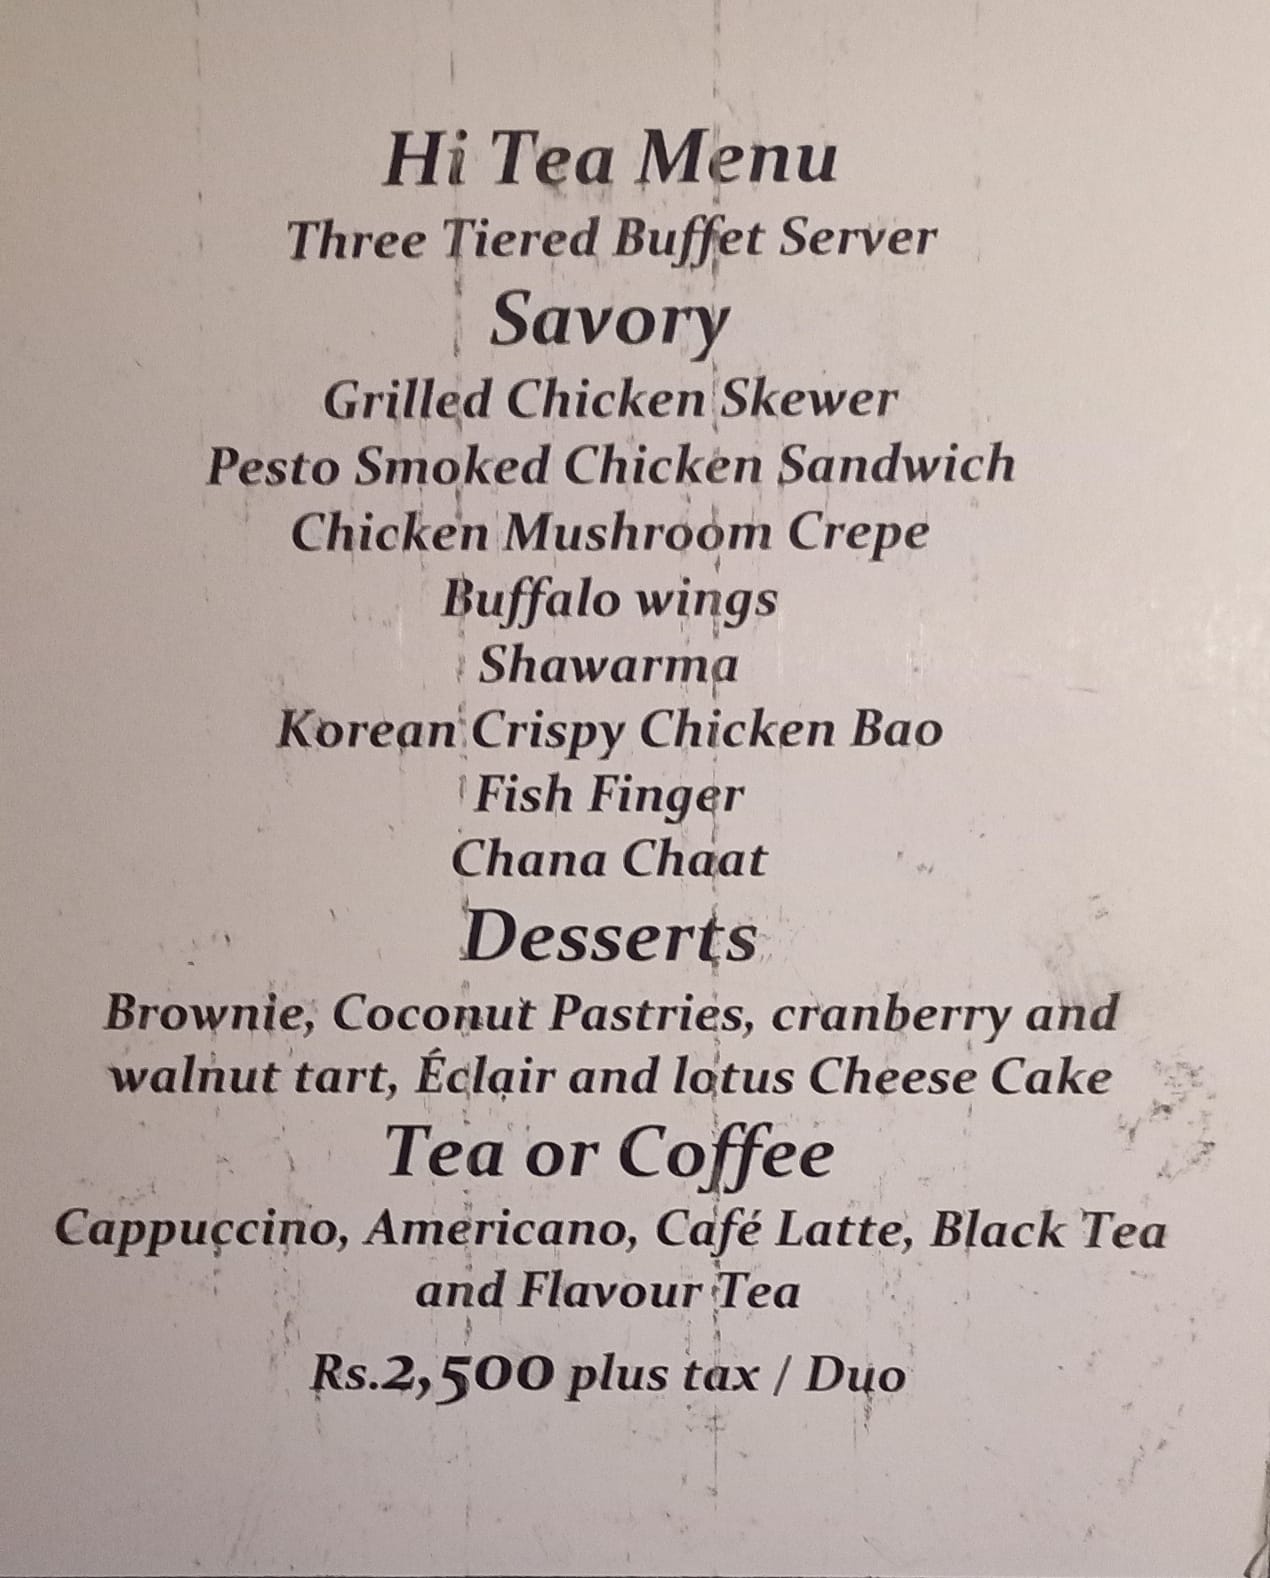 Hi Tea Menu
Three Tiered Buffet Server
Savory
Grilled Chicken Skewer
Pesto Smoked Chicken Sandwich
Chicken Mushroom Crepe
Buffalo wings
Shawarma
Korean Crispy Chicken Bao
Fish Finger
Chana Chaat
Desserts
Brownie, Coconut Pastries, cranberry and
walnut tart, Éclair and lotus Cheese Cake
Tea or Coffee
Cappuccino, Americano, Café Latte, Black Tea
and Flavour Tea
Rs.2,500 plus tax / Duo